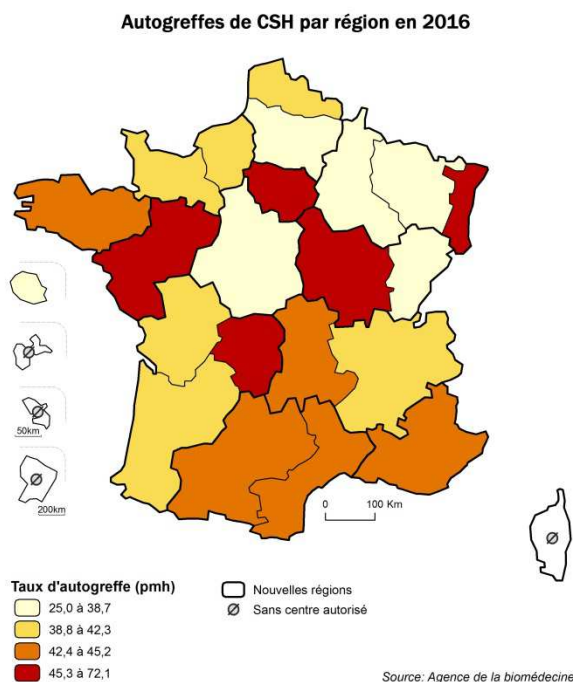 Autogreffes de CSH par région en 2016
50km
200km
0 100 Km
Taux d'autogreffe (pmh)
25,0 à 38,7
38,8 à 42,3
42,4 à 45,2
45,3 à 72,1
Nouvelles régions
Sans centre autorisé
Source: Agence de la biomédecine